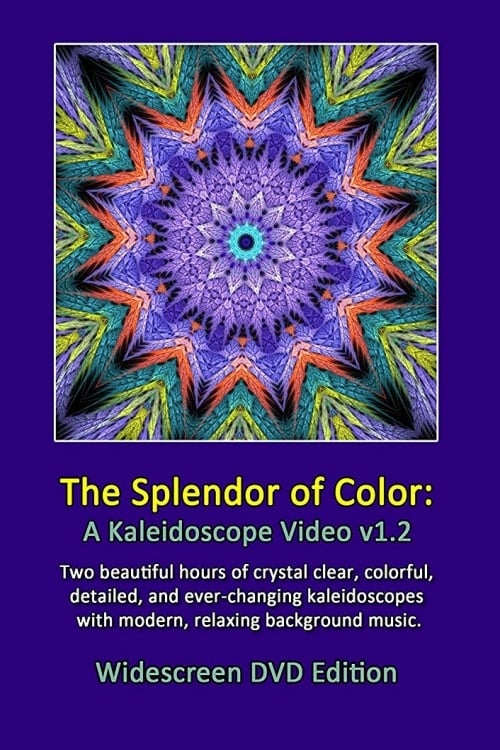 The Splendor of Color:
A Kaleidoscope Video v1.2
Two beautiful hours of crystal clear, colorful,
detailed, and ever-changing kaleidoscopes
with modern, relaxing background music.
Widescreen DVD Edition